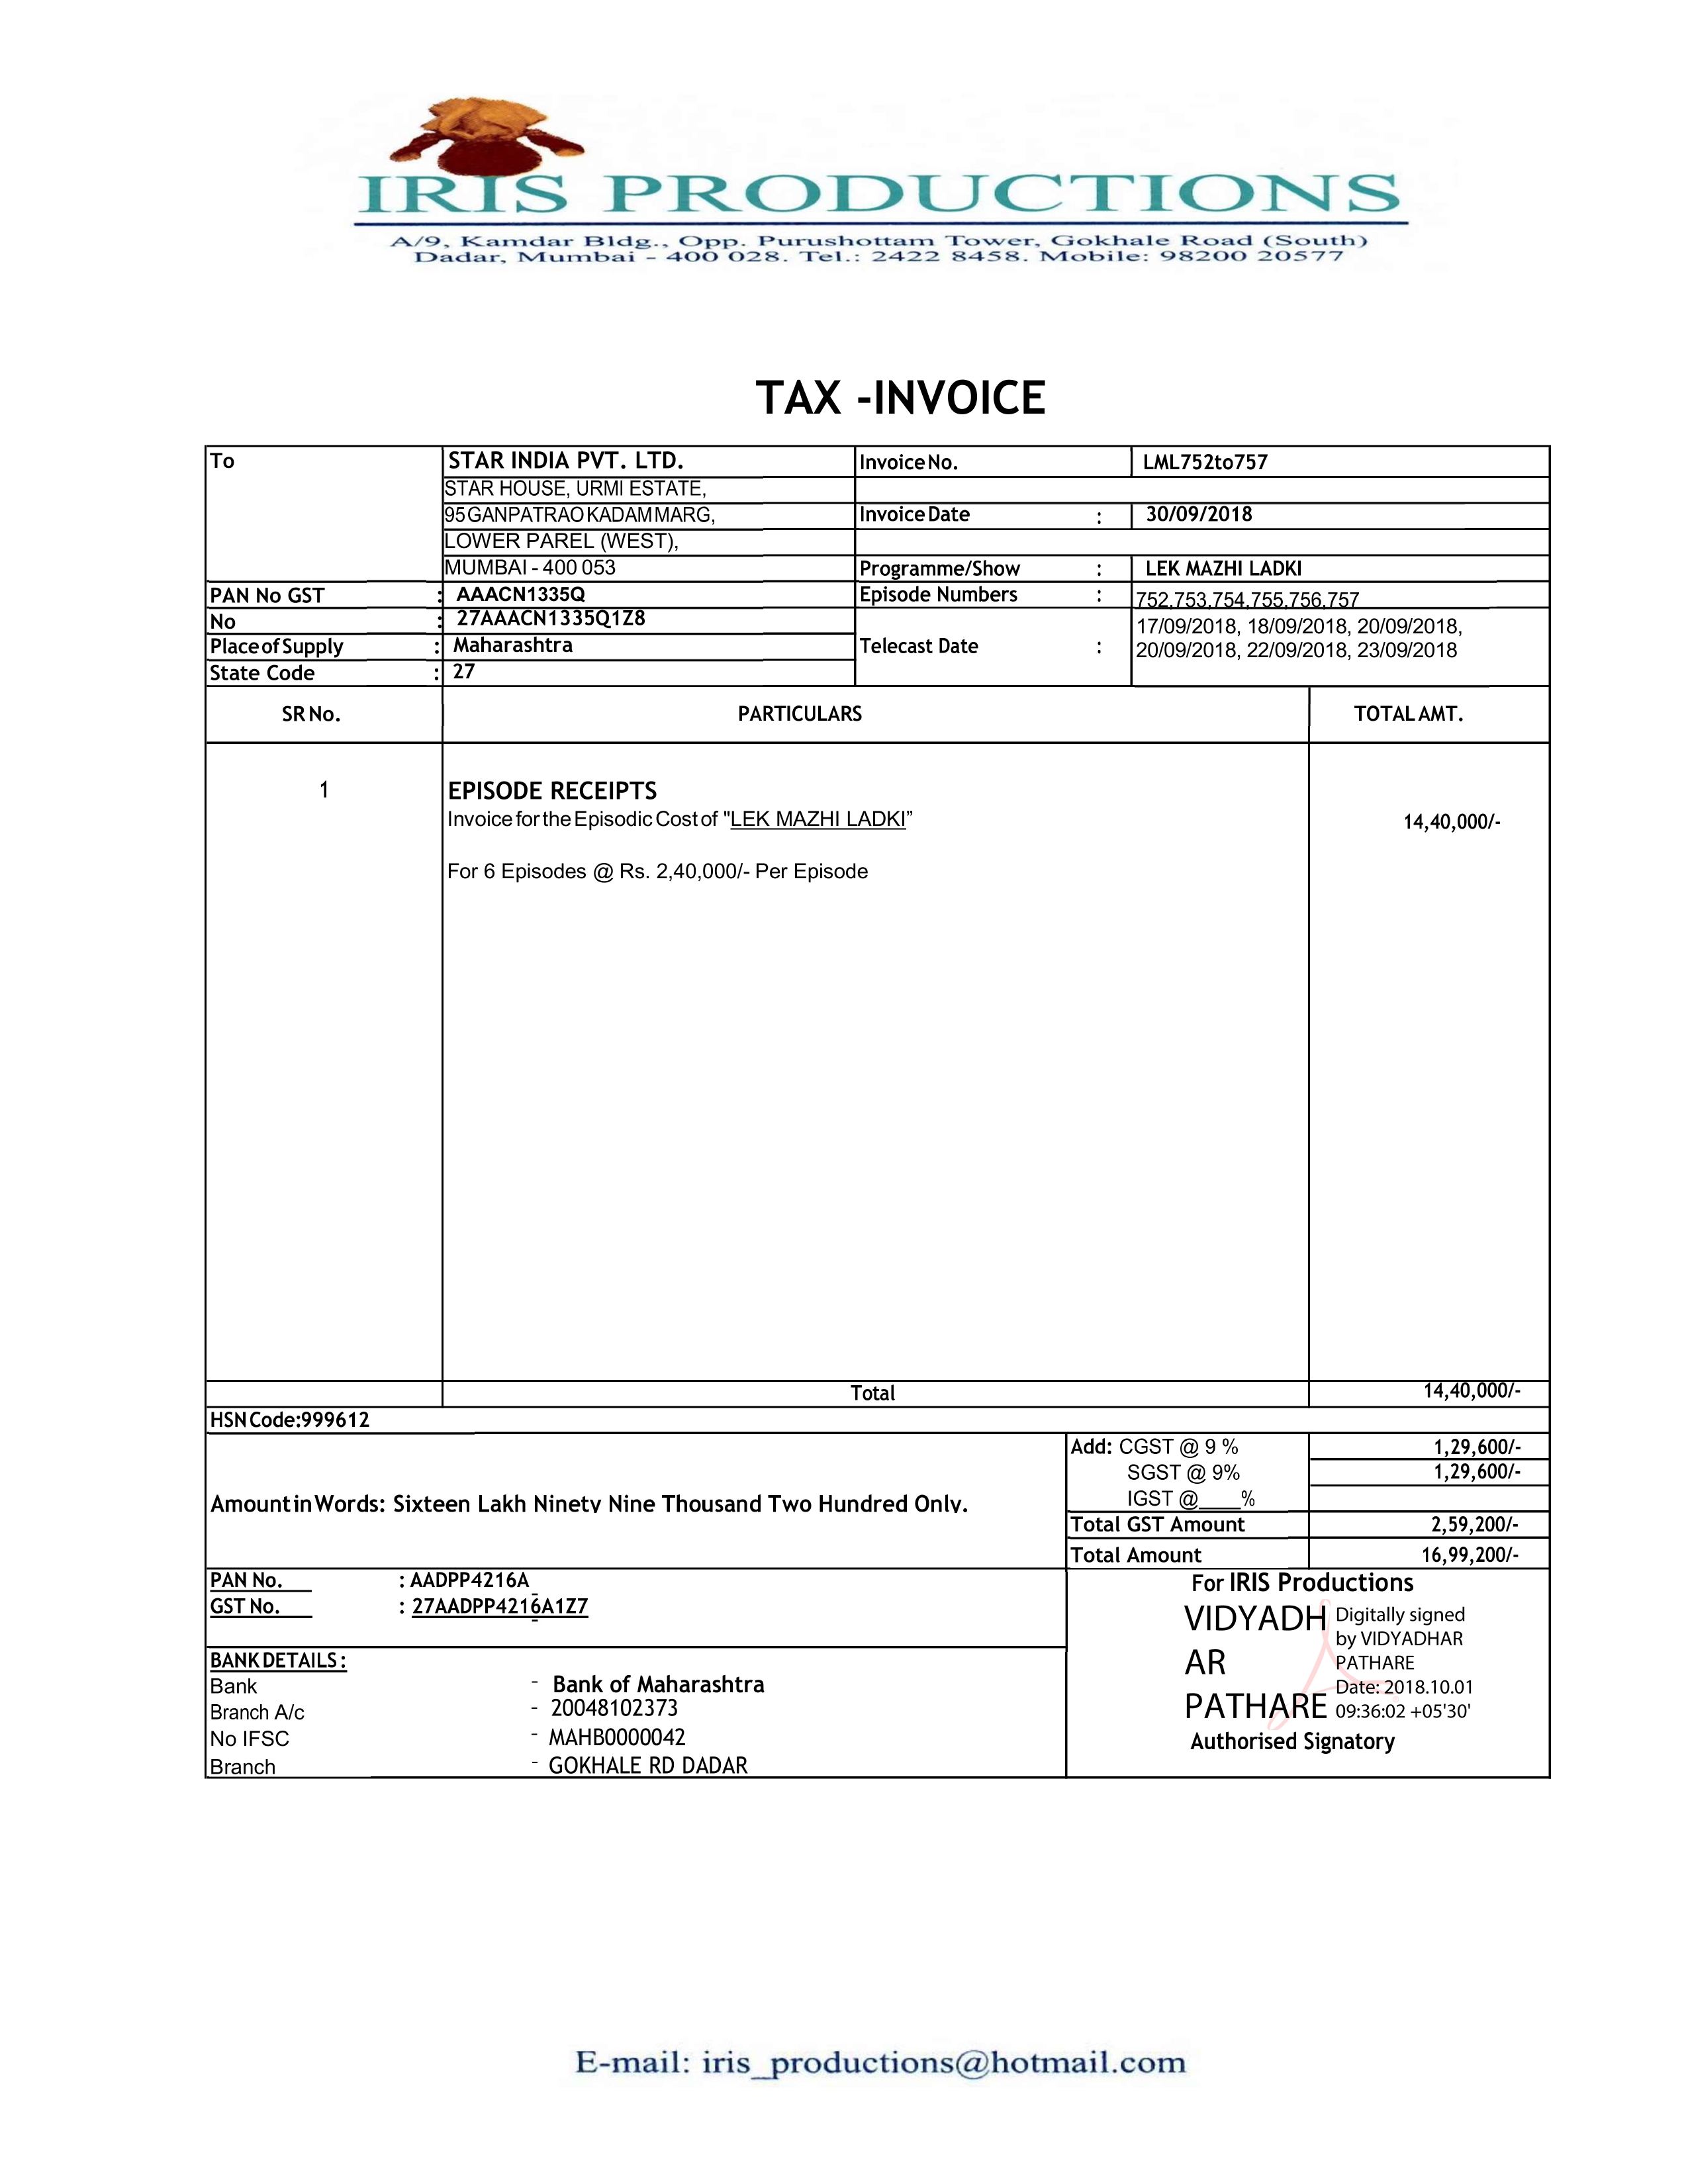 IRIS PRODUCTIONS
A/9, Kamdar Bldg., Opp. Purushottam Tower, Gokhale Road (South)
Dadar, Mumbai - 400 028. Tel.: 2422 8458. Mobile: 98200 20577
TAX -INVOICE
To STAR INDIA PVT. LTD. Invoice No. LML752to757
STAR HOUSE, URMI ESTATE,
95 GANPATRAO KADAM MARG, Invoice Date : 30/09/2018
LOWER PAREL (WEST),
MUMBAI - 400 053 Programme/Show : LEK MAZHI LADKI
PAN No GST : AAACN1335Q Episode Numbers : 752,753,754,755,756,757
No : 27AAACN1335Q1Z8
17/09/2018, 18/09/2018, 20/09/2018,
Place of Supply : Maharashtra Telecast Date : 20/09/2018, 22/09/2018, 23/09/2018
State Code : 27
SR No. PARTICULARS TOTAL AMT.
1 EPISODE RECEIPTS
Invoice for the Episodic Cost of "LEK MAZHI LADKI” 14,40,000/-
For 6 Episodes @ Rs. 2,40,000/- Per Episode
Total 14,40,000/-
HSN Code:999612
Add: CGST @ 9 % 1,29,600/-
SGST @ 9% 1,29,600/-
IGST @____%
Amount in Words: Sixteen Lakh Ninety Nine Thousand Two Hundred Only.
Total GST Amount 2,59,200/-
Total Amount 16,99,200/-
PAN No. : AADPP4216A
GST No. : 27AADPP4216A1Z7
For IRIS Productions
VIDYADH
AR
PATHARE
Digitally signed
by VIDYADHAR
PATHARE
Date: 2018.10.01
09:36:02 +05'30'
Authorised Signatory
BANK DETAILS :
Bank - Bank of Maharashtra
Branch A/c - 20048102373
No IFSC - MAHB0000042
Branch - GOKHALE RD DADAR
E-mail: iris_productions@hotmail.com